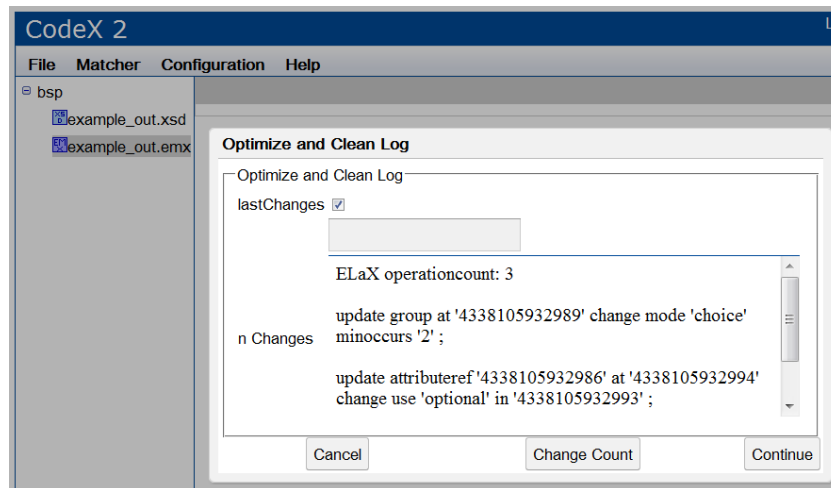 CodeX 2
L
File Matcher Configuration Help
bsp
example_out.xsd
example_out.emx
Optimize and Clean Log
Optimize and Clean Log
lastChanges
n Changes
ELaX operationcount: 3
update group at '4338105932989' change mode 'choice'
minoccurs '2' ;
update attributeref '4338105932986' at '4338105932994'
change use 'optional' in '4338105932993' ;
Cancel Change Count Continue